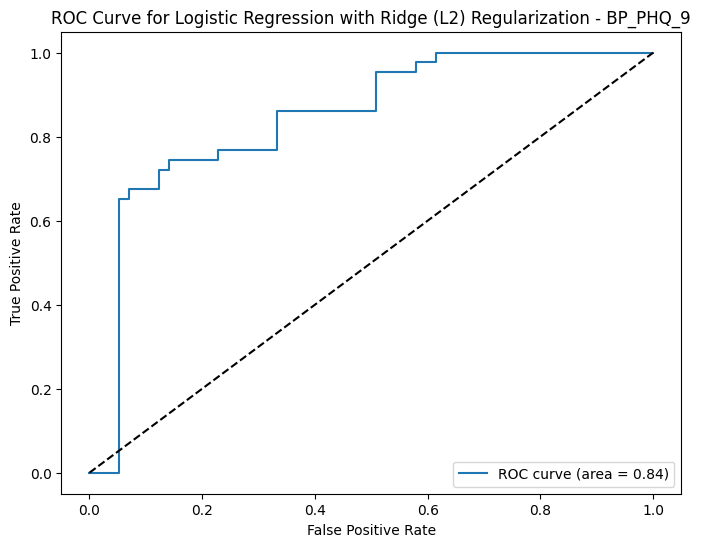 ROC Curve for Logistic Regression with Ridge (L2) Regularization - BP_PHQ_9
1.0
0.8
0.6
0.4
0.2
0.0
True Positive Rate
ROC curve (area = 0.84)
0.0 0.2 0.4 0.6 0.8 1.0
False Positive Rate